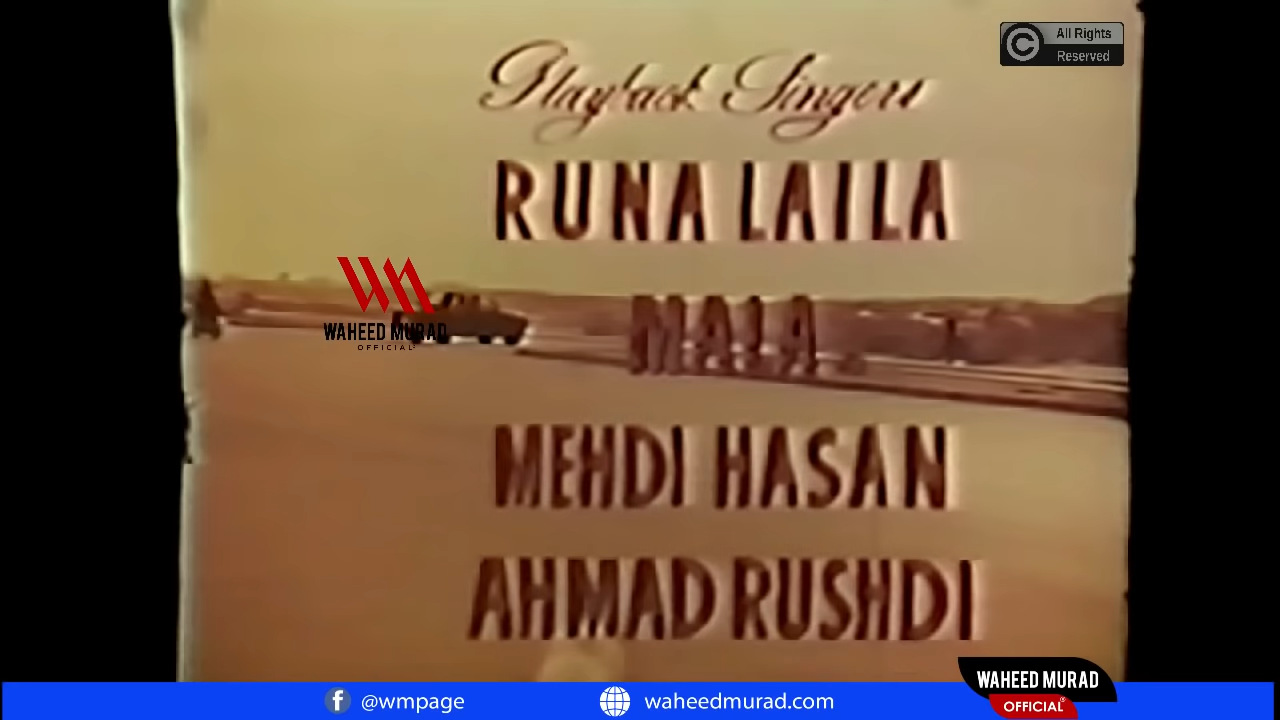 All Rights
Reserved
Playback Singers
RUNA LAILA
MALA
MEHDI HASAN
AHMAD RUSHDI
WAHEED MURAD
OFFICIAL
@wmpage
waheedmurad.com
WAHEED MURAD
OFFICIAL